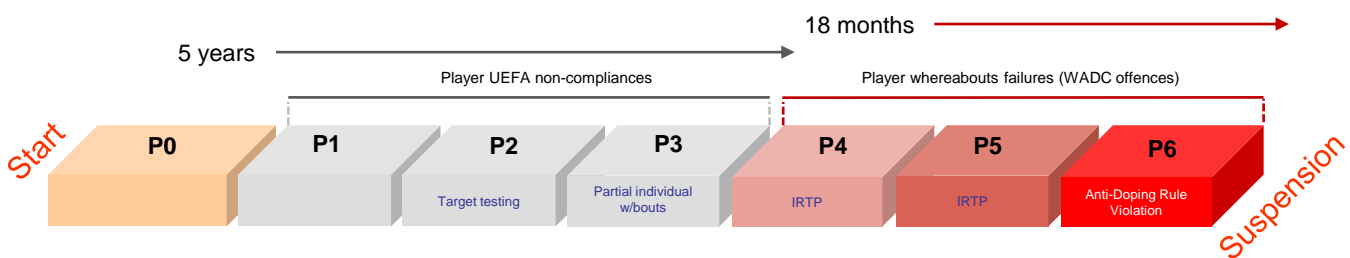 18 months
5 years
Player UEFA non-compliances
Player whereabouts failures (WADC offences)
Start
P0
P1
P2
P3
P4
P5
P6
Target testing
Partial individual
w/bouts
IRTP
IRTP
Anti-Doping Rule
Violation
Suspension